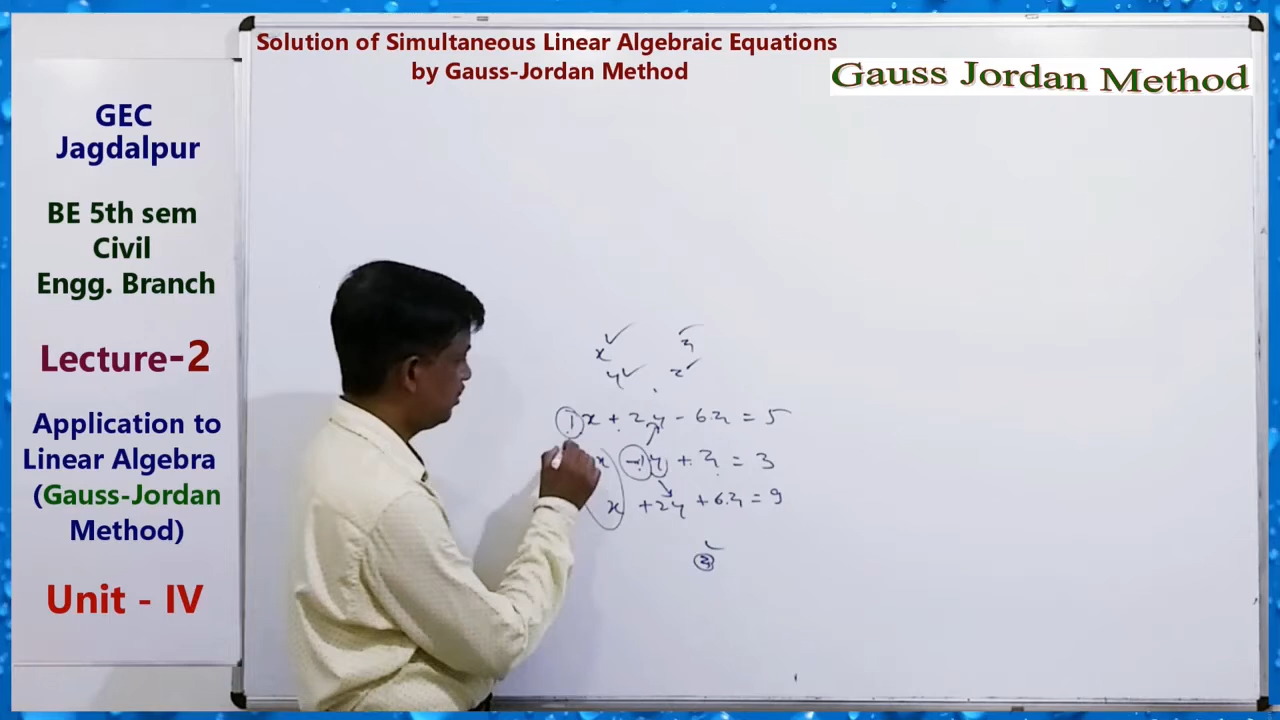 Solution of Simultaneous Linear Algebraic Equations
by Gauss-Jordan Method
Gauss Jordan Method
GEC
Jagdalpur
BE 5th sem
Civil
Engg. Branch
Lecture-2
Application to
Linear Algebra
(Gauss-Jordan
Method)
Unit - IV
x
y z
1 x + 2y - 6z = 5
x -1 y + z = 3
x + 2y + 6z = 9
z